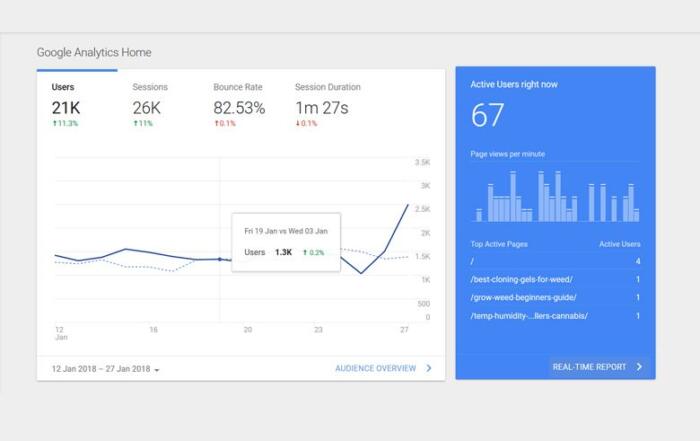 Google Analytics Home
Users
21K
↑11.3%
Sessions
26K
↑11%
Bounce Rate
82.53%
↑0.1%
Session Duration
1m 27s
↓0.1%
3.5K
3K
2.5K
2K
1.5K
1K
500
0
Fri 19 Jan vs Wed 03 Jan
Users 1.3K ↑ 0.2%
12
Jan
16
20
23
27
12 Jan 2018 – 27 Jan 2018
AUDIENCE OVERVIEW
Active Users right now
67
Page views per minute
Top Active Pages Active Users
/ 4
/best-cloning-gels-for-weed/ 1
/grow-weed-beginners-guide/ 1
/temp-humidity-...llers-cannabis/ 1
REAL-TIME REPORT